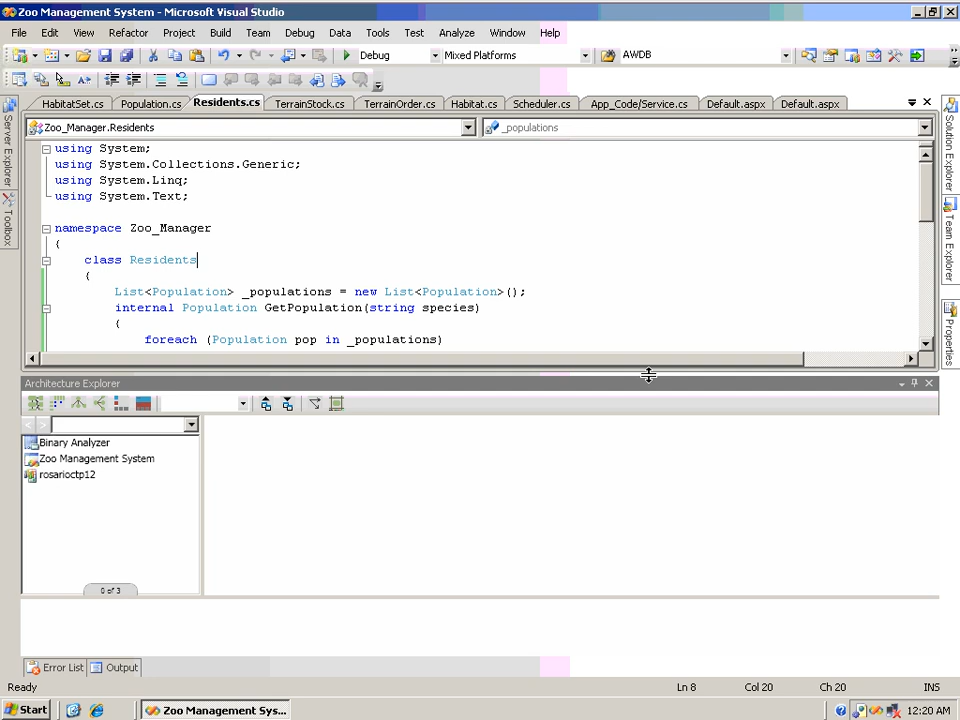 Zoo Management System - Microsoft Visual Studio
File Edit View Refactor Project Build Team Debug Data Tools Test Analyze Window Help
Debug Mixed Platforms AWDB
HabitatSet.cs Population.cs Residents.cs TerrainStock.cs TerrainOrder.cs Habitat.cs Scheduler.cs App_Code/Service.cs Default.aspx Default.aspx
Zoo_Manager.Residents _populations
Server Explorer
Toolbox
using System;
using System.Collections.Generic;
using System.Linq;
using System.Text;
namespace Zoo_Manager
{
class Residents
{
List<Population> _populations = new List<Population>();
internal Population GetPopulation(string species)
{
foreach (Population pop in _populations)
Solution Explorer
Team Explorer
Properties
Architecture Explorer
Binary Analyzer
Zoo Management System
rosarioctp12
0 of 3
Error List Output
Ready Ln 8 Col 20 Ch 20 INS
Start Zoo Management Sys... 12:20 AM